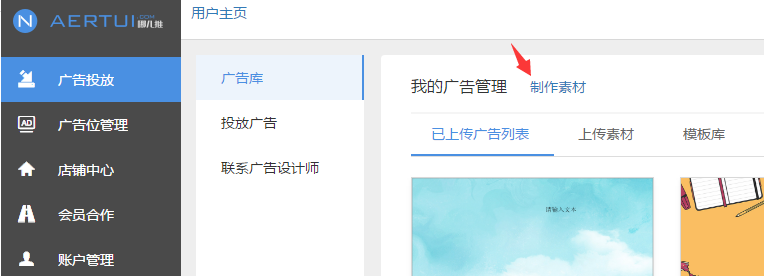 N AERTUI.COM 哪儿推
用户主页
广告投放
AD 广告位管理
店铺中心
会员合作
账户管理
广告库
投放广告
联系广告设计师
我的广告管理 制作素材
已上传广告列表 上传素材 模板库
请输入文本